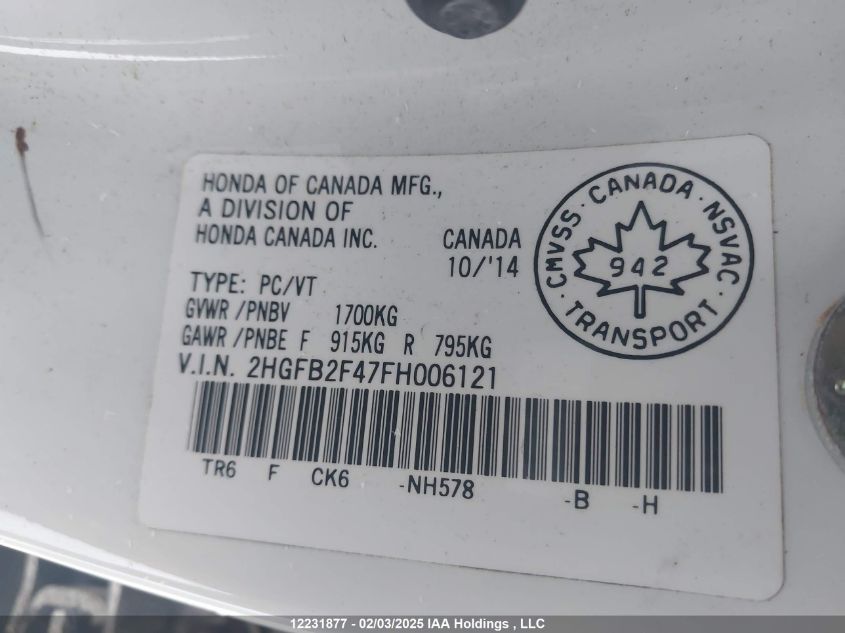 HONDA OF CANADA MFG.,
A DIVISION OF
HONDA CANADA INC.
CANADA
10/'14
TYPE: PC/VT
GVWR /PNBV 1700KG
GAWR /PNBE F 915KG R 795KG
V.I.N. 2HGFB2F47FH006121
TR6 F CK6 -NH578 -B -H
CMVSS · CANADA · NSVAC
942
· TRANSPORT ·
12231877 - 02/03/2025 IAA Holdings , LLC